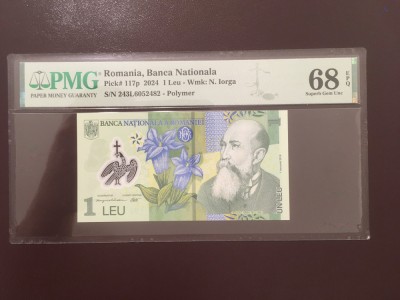 PMG
PAPER MONEY GUARANTY
Romania, Banca Nationala
Pick# 117p 2024 1 Leu - Wmk: N. Iorga
S/N 243L6052482 - Polymer
68 EPQ
Superb Gem Unc
BANCA NAȚIONALĂ A
1 LEU